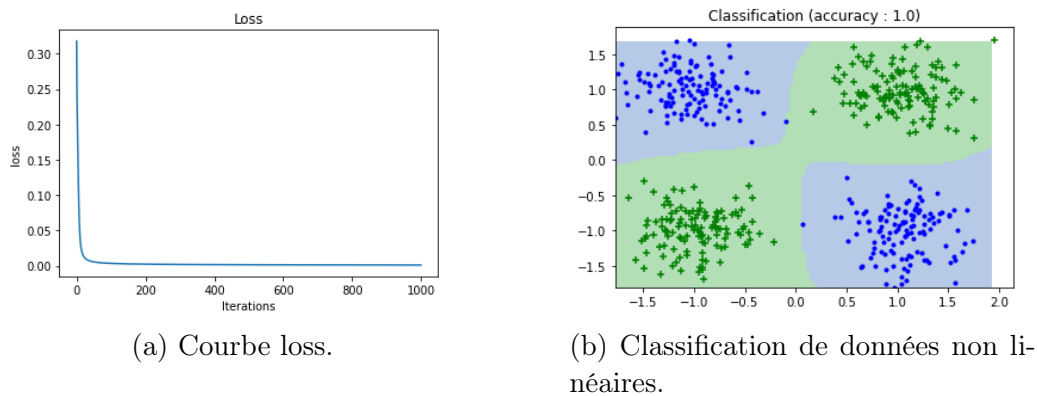 Loss
0.30
0.25
0.20
0.15
0.10
0.05
0.00
loss
0 200 400 600 800 1000
Iterations
(a) Courbe loss.
Classification (accuracy : 1.0)
1.5
1.0
0.5
0.0
−0.5
−1.0
−1.5
−1.5 −1.0 −0.5 0.0 0.5 1.0 1.5 2.0
(b) Classification de données non li-
néaires.